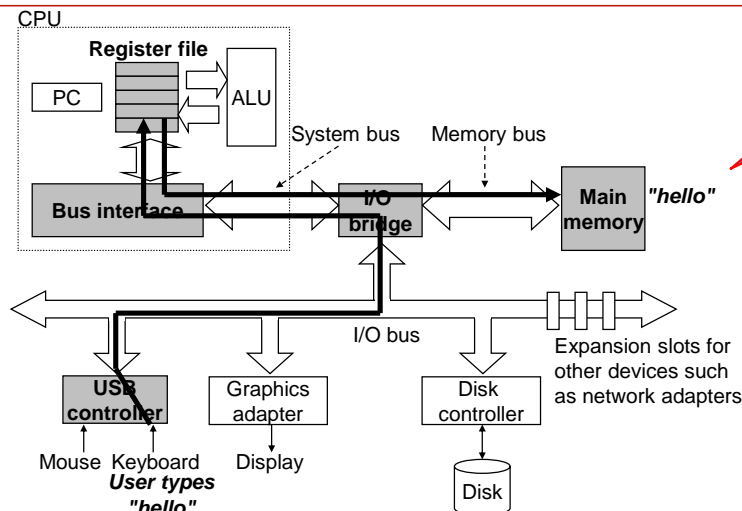 CPU
Register file
PC
ALU
System bus
Memory bus
Bus interface
I/O
bridge
Main
memory
"hello"
I/O bus
Expansion slots for
other devices such
as network adapters
USB
controller
Graphics
adapter
Disk
controller
Mouse
Keyboard
Display
User types
"hello"
Disk